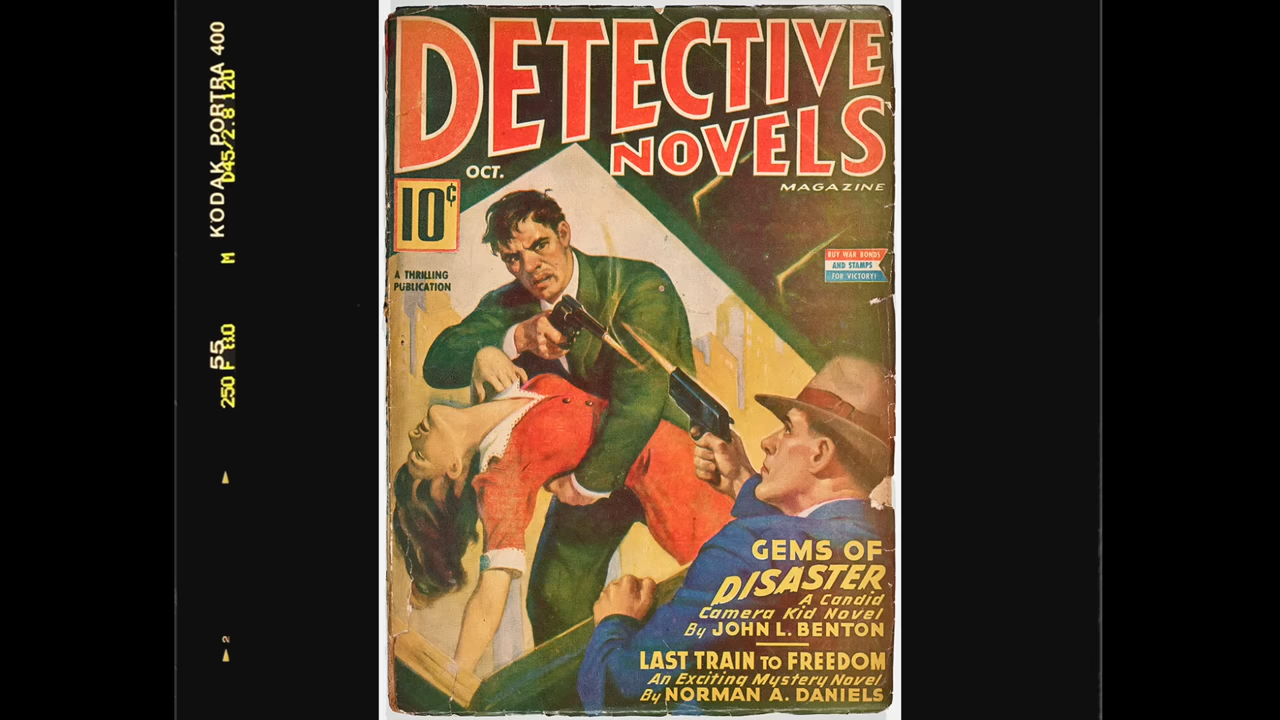 KODAK PORTRA 400
D45/2.8 120
M
55
250 F 8.0
2
DETECTIVE
NOVELS
MAGAZINE
OCT.
10¢
A THRILLING
PUBLICATION
BUY WAR BONDS
AND STAMPS
FOR VICTORY!
GEMS OF
DISASTER
A Candid
Camera Kid Novel
By JOHN L. BENTON
LAST TRAIN TO FREEDOM
An Exciting Mystery Novel
By NORMAN A. DANIELS